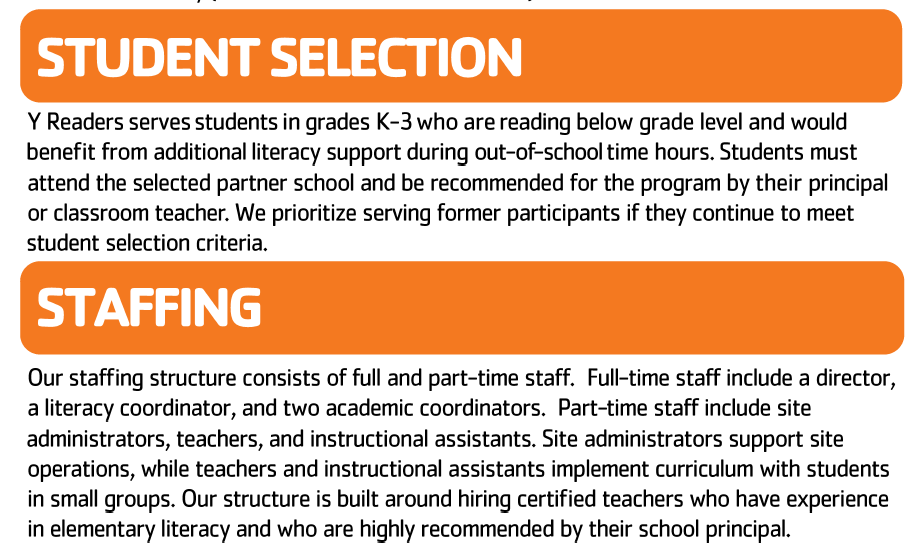 STUDENT SELECTION
Y Readers serves students in grades K-3 who are reading below grade level and would
benefit from additional literacy support during out-of-school time hours. Students must
attend the selected partner school and be recommended for the program by their principal
or classroom teacher. We prioritize serving former participants if they continue to meet
student selection criteria.
STAFFING
Our staffing structure consists of full and part-time staff.  Full-time staff include a director,
a literacy coordinator, and two academic coordinators.  Part-time staff include site
administrators, teachers, and instructional assistants. Site administrators support site
operations, while teachers and instructional assistants implement curriculum with students
in small groups. Our structure is built around hiring certified teachers who have experience
in elementary literacy and who are highly recommended by their school principal.